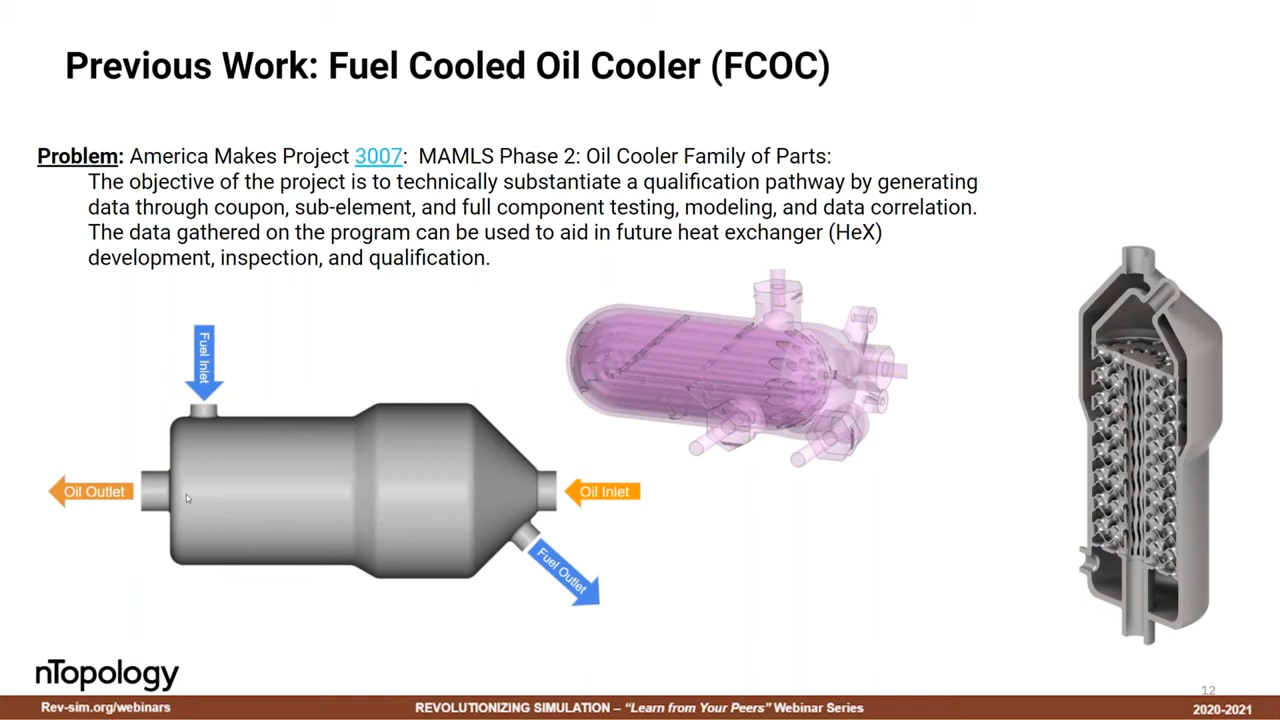 Previous Work: Fuel Cooled Oil Cooler (FCOC)
Problem: America Makes Project 3007:  MAMLS Phase 2: Oil Cooler Family of Parts:
The objective of the project is to technically substantiate a qualification pathway by generating
data through coupon, sub-element, and full component testing, modeling, and data correlation.
The data gathered on the program can be used to aid in future heat exchanger (HeX)
development, inspection, and qualification.
Fuel Inlet
Oil Outlet
Oil Inlet
Fuel Outlet
nTopology
12
Rev-sim.org/webinars
REVOLUTIONIZING SIMULATION – “Learn from Your Peers” Webinar Series
2020-2021